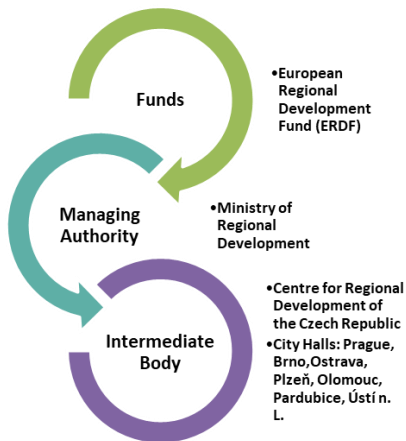 Funds
•European
Regional
Development
Fund (ERDF)
Managing
Authority
•Ministry of
Regional
Development
Intermediate
Body
•Centre for Regional
Development of
the Czech Republic
•City Halls: Prague,
Brno,Ostrava,
Plzeň, Olomouc,
Pardubice, Ústí n.
L.